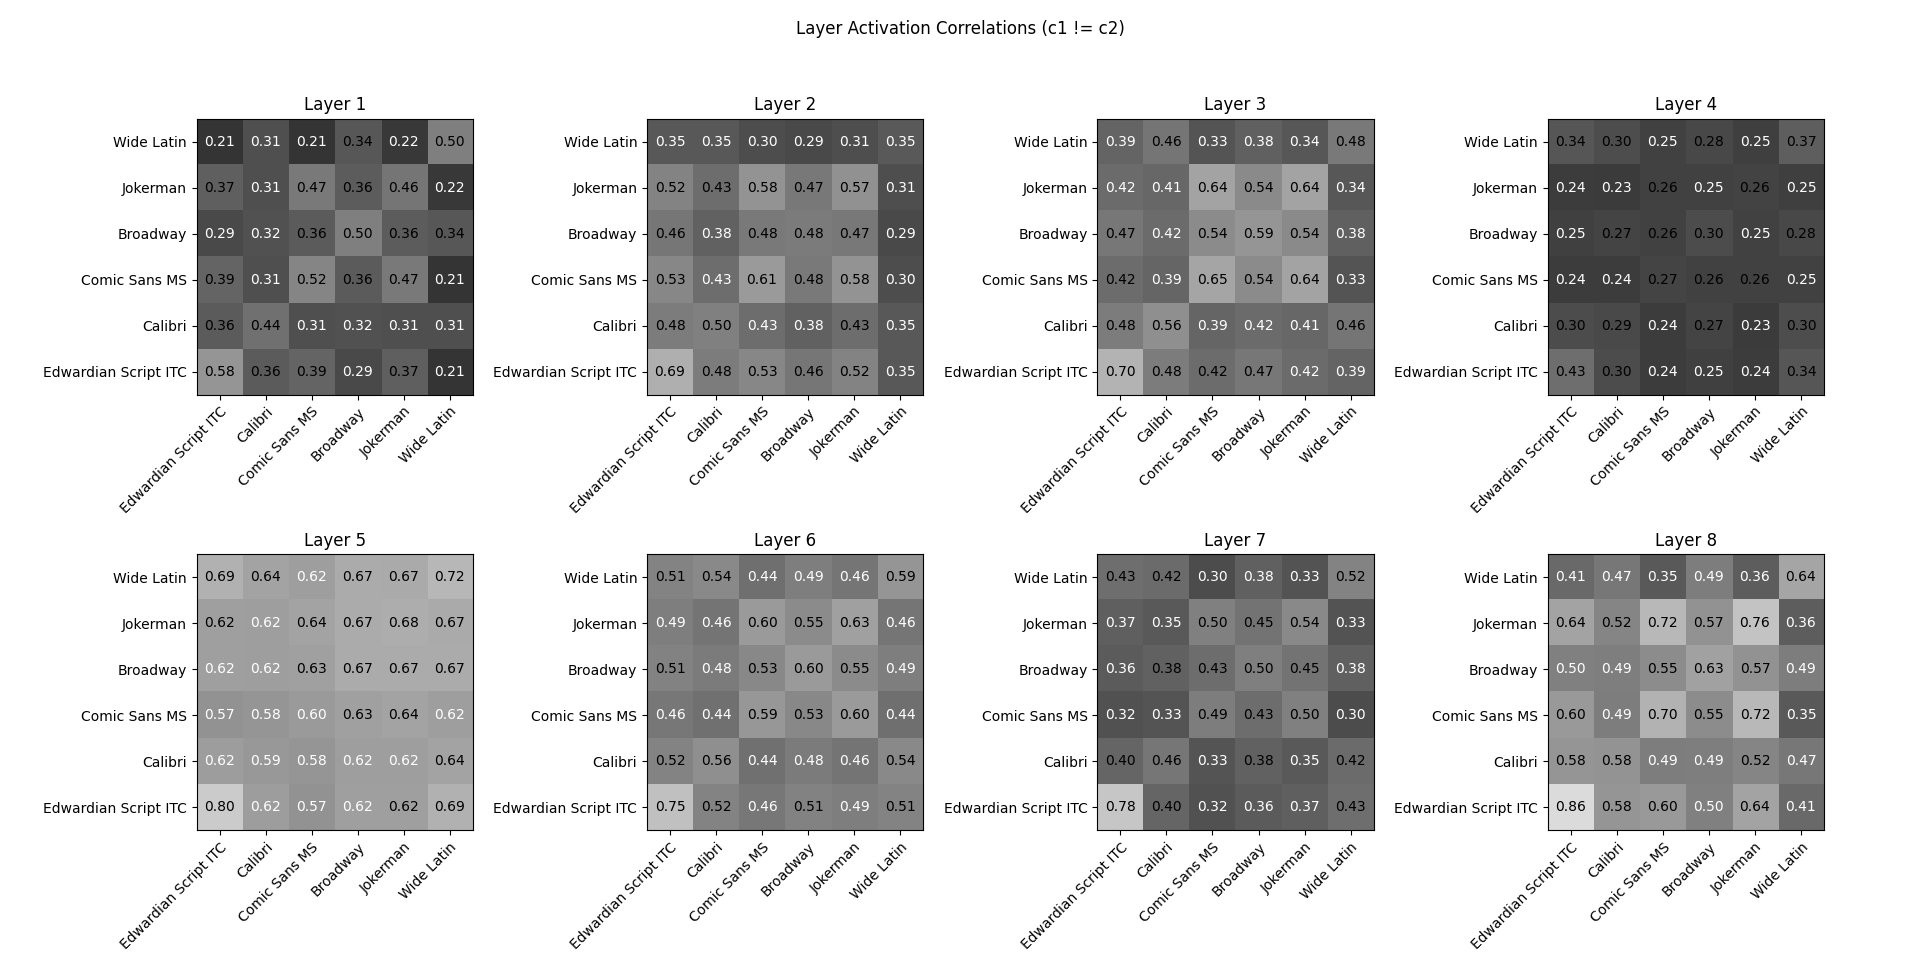 Layer Activation Correlations (c1 != c2)
Layer 1
Wide Latin 0.21 0.31 0.21 0.34 0.22 0.50
Jokerman 0.37 0.31 0.47 0.36 0.46 0.22
Broadway 0.29 0.32 0.36 0.50 0.36 0.34
Comic Sans MS 0.39 0.31 0.52 0.36 0.47 0.21
Calibri 0.36 0.44 0.31 0.32 0.31 0.31
Edwardian Script ITC 0.58 0.36 0.39 0.29 0.37 0.21
Edwardian Script ITC Calibri Comic Sans MS Broadway Jokerman Wide Latin
Layer 2
Wide Latin 0.35 0.35 0.30 0.29 0.31 0.35
Jokerman 0.52 0.43 0.58 0.47 0.57 0.31
Broadway 0.46 0.38 0.48 0.48 0.47 0.29
Comic Sans MS 0.53 0.43 0.61 0.48 0.58 0.30
Calibri 0.48 0.50 0.43 0.38 0.43 0.35
Edwardian Script ITC 0.69 0.48 0.53 0.46 0.52 0.35
Edwardian Script ITC Calibri Comic Sans MS Broadway Jokerman Wide Latin
Layer 3
Wide Latin 0.39 0.46 0.33 0.38 0.34 0.48
Jokerman 0.42 0.41 0.64 0.54 0.64 0.34
Broadway 0.47 0.42 0.54 0.59 0.54 0.38
Comic Sans MS 0.42 0.39 0.65 0.54 0.64 0.33
Calibri 0.48 0.56 0.39 0.42 0.41 0.46
Edwardian Script ITC 0.70 0.48 0.42 0.47 0.42 0.39
Edwardian Script ITC Calibri Comic Sans MS Broadway Jokerman Wide Latin
Layer 4
Wide Latin 0.34 0.30 0.25 0.28 0.25 0.37
Jokerman 0.24 0.23 0.26 0.25 0.26 0.25
Broadway 0.25 0.27 0.26 0.30 0.25 0.28
Comic Sans MS 0.24 0.24 0.27 0.26 0.26 0.25
Calibri 0.30 0.29 0.24 0.27 0.23 0.30
Edwardian Script ITC 0.43 0.30 0.24 0.25 0.24 0.34
Edwardian Script ITC Calibri Comic Sans MS Broadway Jokerman Wide Latin
Layer 5
Wide Latin 0.69 0.64 0.62 0.67 0.67 0.72
Jokerman 0.62 0.62 0.64 0.67 0.68 0.67
Broadway 0.62 0.62 0.63 0.67 0.67 0.67
Comic Sans MS 0.57 0.58 0.60 0.63 0.64 0.62
Calibri 0.62 0.59 0.58 0.62 0.62 0.64
Edwardian Script ITC 0.80 0.62 0.57 0.62 0.62 0.69
Edwardian Script ITC Calibri Comic Sans MS Broadway Jokerman Wide Latin
Layer 6
Wide Latin 0.51 0.54 0.44 0.49 0.46 0.59
Jokerman 0.49 0.46 0.60 0.55 0.63 0.46
Broadway 0.51 0.48 0.53 0.60 0.55 0.49
Comic Sans MS 0.46 0.44 0.59 0.53 0.60 0.44
Calibri 0.52 0.56 0.44 0.48 0.46 0.54
Edwardian Script ITC 0.75 0.52 0.46 0.51 0.49 0.51
Edwardian Script ITC Calibri Comic Sans MS Broadway Jokerman Wide Latin
Layer 7
Wide Latin 0.43 0.42 0.30 0.38 0.33 0.52
Jokerman 0.37 0.35 0.50 0.45 0.54 0.33
Broadway 0.36 0.38 0.43 0.50 0.45 0.38
Comic Sans MS 0.32 0.33 0.49 0.43 0.50 0.30
Calibri 0.40 0.46 0.33 0.38 0.35 0.42
Edwardian Script ITC 0.78 0.40 0.32 0.36 0.37 0.43
Edwardian Script ITC Calibri Comic Sans MS Broadway Jokerman Wide Latin
Layer 8
Wide Latin 0.41 0.47 0.35 0.49 0.36 0.64
Jokerman 0.64 0.52 0.72 0.57 0.76 0.36
Broadway 0.50 0.49 0.55 0.63 0.57 0.49
Comic Sans MS 0.60 0.49 0.70 0.55 0.72 0.35
Calibri 0.58 0.58 0.49 0.49 0.52 0.47
Edwardian Script ITC 0.86 0.58 0.60 0.50 0.64 0.41
Edwardian Script ITC Calibri Comic Sans MS Broadway Jokerman Wide Latin